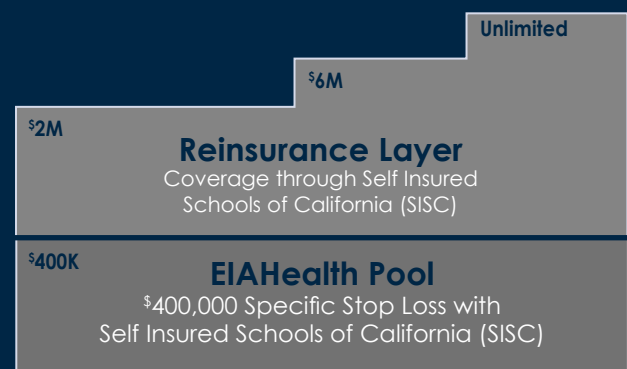 Unlimited
$6M
$2M
Reinsurance Layer
Coverage through Self Insured
Schools of California (SISC)
$400K
EIAHealth Pool
$400,000 Specific Stop Loss with
Self Insured Schools of California (SISC)